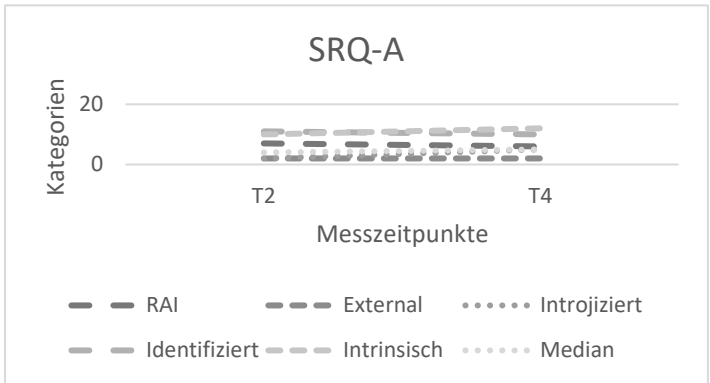 SRQ-A
Kategorien
20
0
T2 T4
Messzeitpunkte
RAI External Introjiziert
Identifiziert Intrinsisch Median